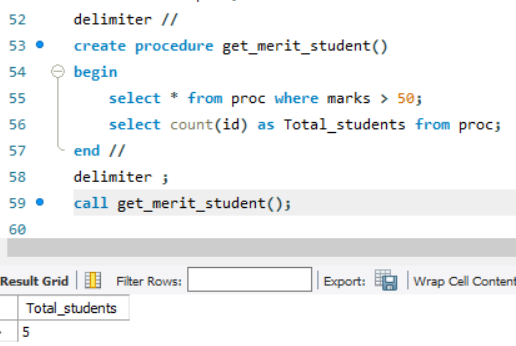 52 delimiter //
53 create procedure get_merit_student()
54 begin
55 select * from proc where marks > 50;
56 select count(id) as Total_students from proc;
57 end //
58 delimiter ;
59 call get_merit_student();
60
Result Grid Filter Rows: Export: Wrap Cell Content
Total_students
5